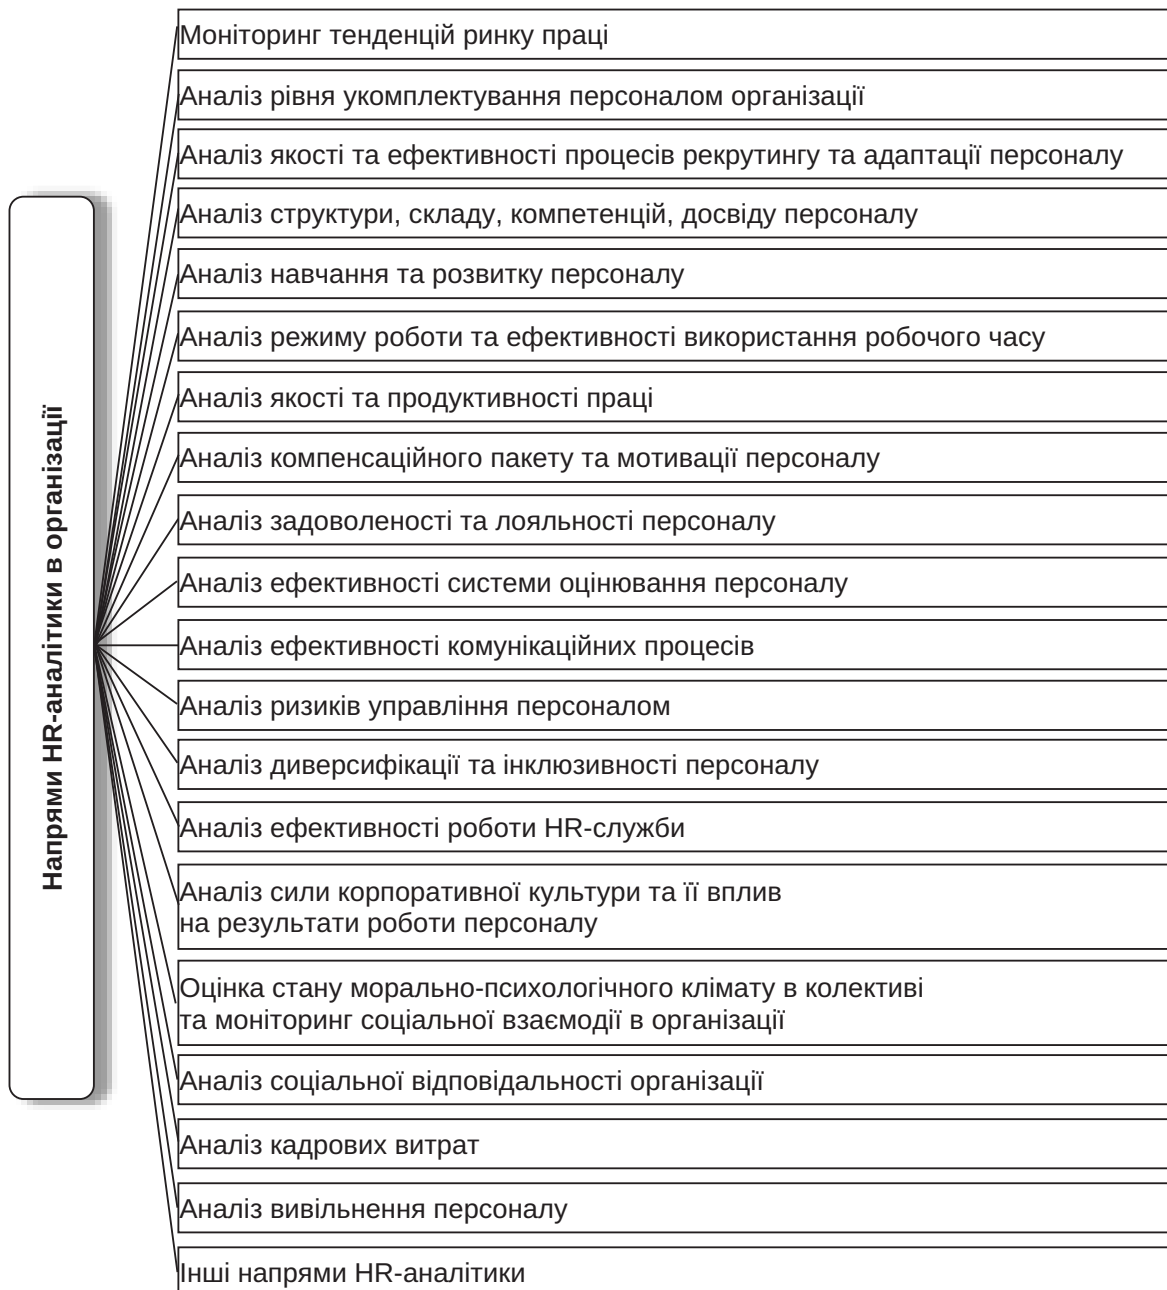 Напрями HR-аналітики в організації
Моніторинг тенденцій ринку праці
Аналіз рівня укомплектування персоналом організації
Аналіз якості та ефективності процесів рекрутингу та адаптації персоналу
Аналіз структури, складу, компетенцій, досвіду персоналу
Аналіз навчання та розвитку персоналу
Аналіз режиму роботи та ефективності використання робочого часу
Аналіз якості та продуктивності праці
Аналіз компенсаційного пакету та мотивації персоналу
Аналіз задоволеності та лояльності персоналу
Аналіз ефективності системи оцінювання персоналу
Аналіз ефективності комунікаційних процесів
Аналіз ризиків управління персоналом
Аналіз диверсифікації та інклюзивності персоналу
Аналіз ефективності роботи HR-служби
Аналіз сили корпоративної культури та її вплив
на результати роботи персоналу
Оцінка стану морально-психологічного клімату в колективі
та моніторинг соціальної взаємодії в організації
Аналіз соціальної відповідальності організації
Аналіз кадрових витрат
Аналіз вивільнення персоналу
Інші напрями HR-аналітики